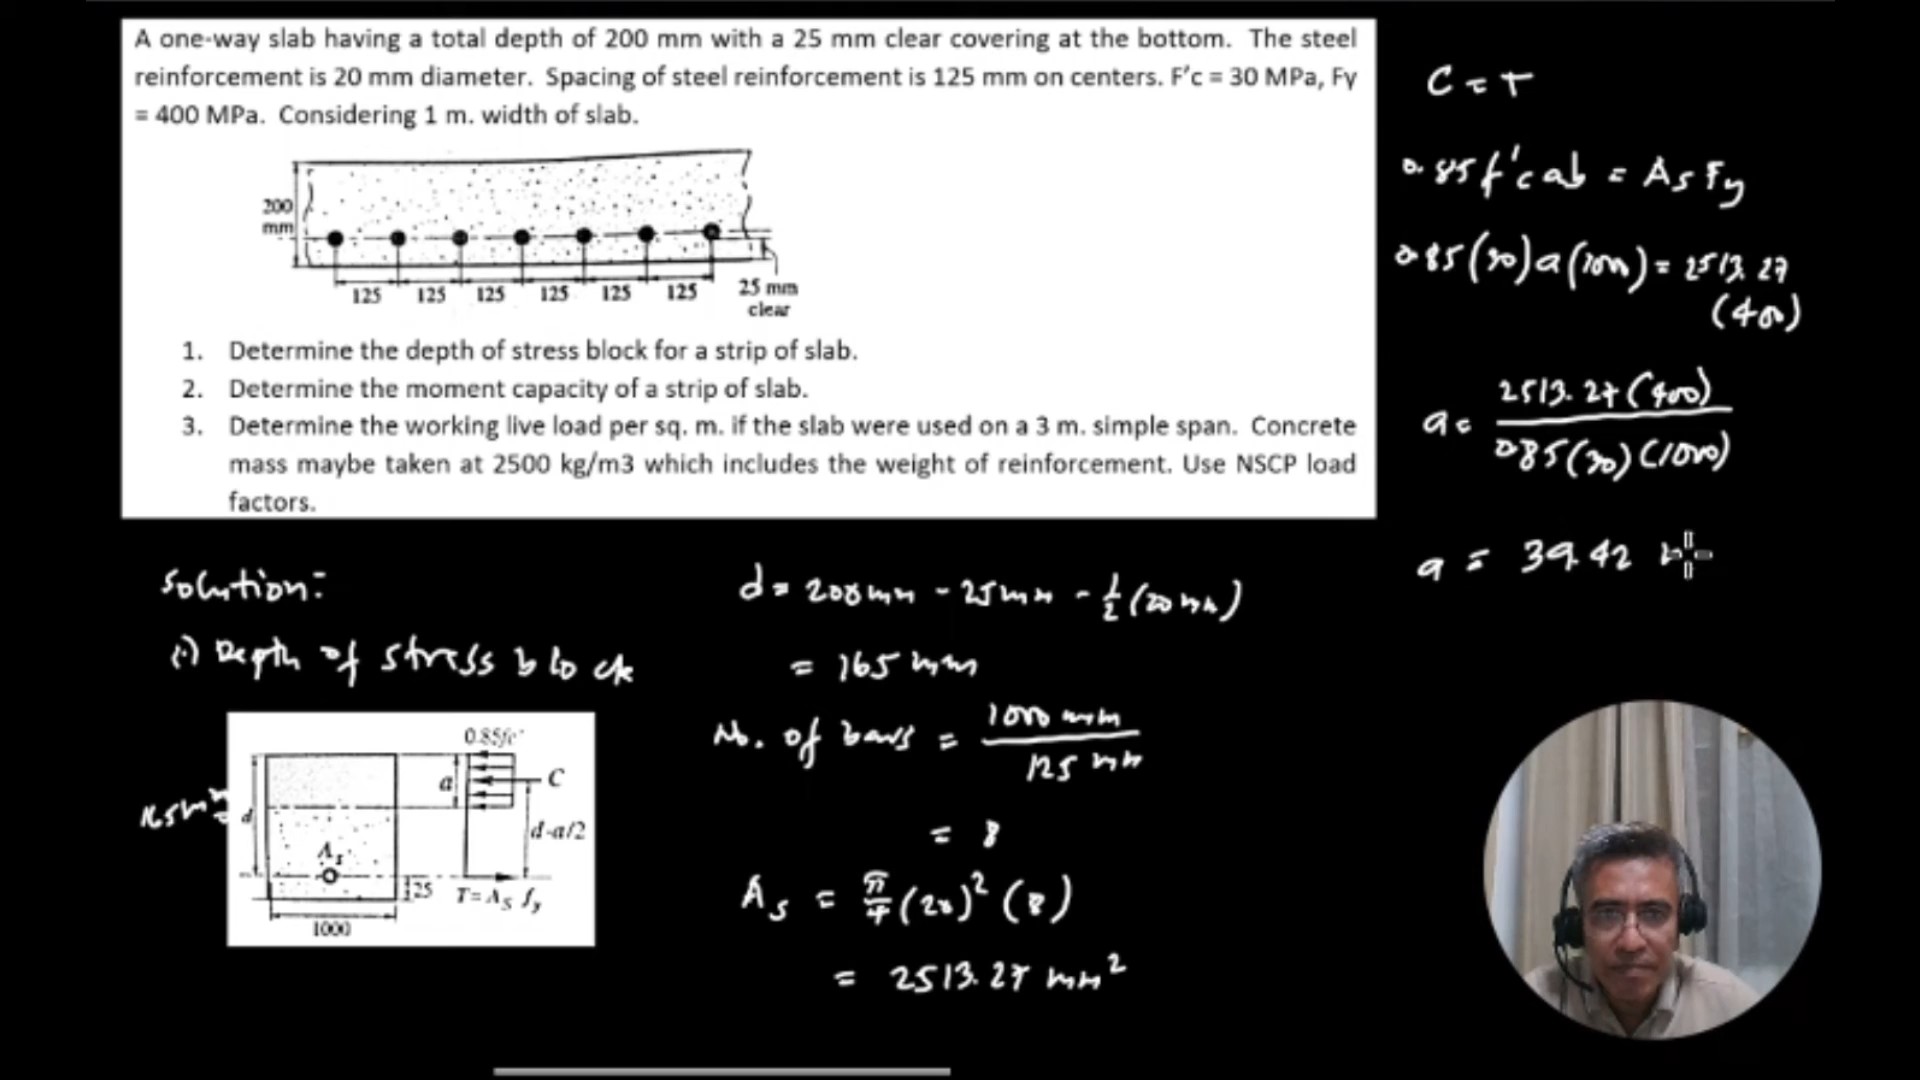 A one-way slab having a total depth of 200 mm with a 25 mm clear covering at the bottom. The steel
reinforcement is 20 mm diameter. Spacing of steel reinforcement is 125 mm on centers. F'c = 30 MPa, Fy
= 400 MPa. Considering 1 m. width of slab.
200
mm
125 125 125 125 125 125
25 mm
clear
1. Determine the depth of stress block for a strip of slab.
2. Determine the moment capacity of a strip of slab.
3. Determine the working live load per sq. m. if the slab were used on a 3 m. simple span. Concrete
mass maybe taken at 2500 kg/m3 which includes the weight of reinforcement. Use NSCP load
factors.
Solution:
(1) Depth of stress block
165mm =
d
As
25
1000
0.85fc'
a
C
d-a/2
T= As fy
d = 200mm - 25mm - 1/2 (20mm)
= 165 mm
No. of bars = 1000 mm / 125 mm
= 8
As = π/4 (20)² (8)
= 2513.27 mm²
C = T
0.85f'c ab = As Fy
0.85(30)a(1000) = 2513.27
(400)
a = 2513.27(400) / 0.85(30)(1000)
a = 39.42